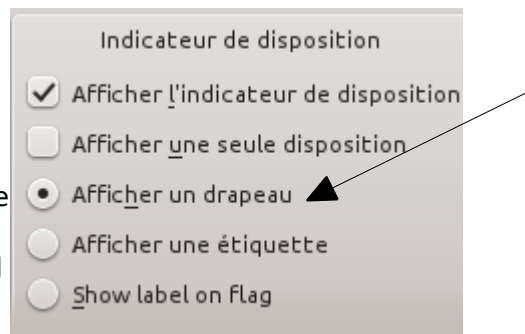 Indicateur de disposition
Afficher l'indicateur de disposition
Afficher une seule disposition
Afficher un drapeau
Afficher une étiquette
Show label on flag